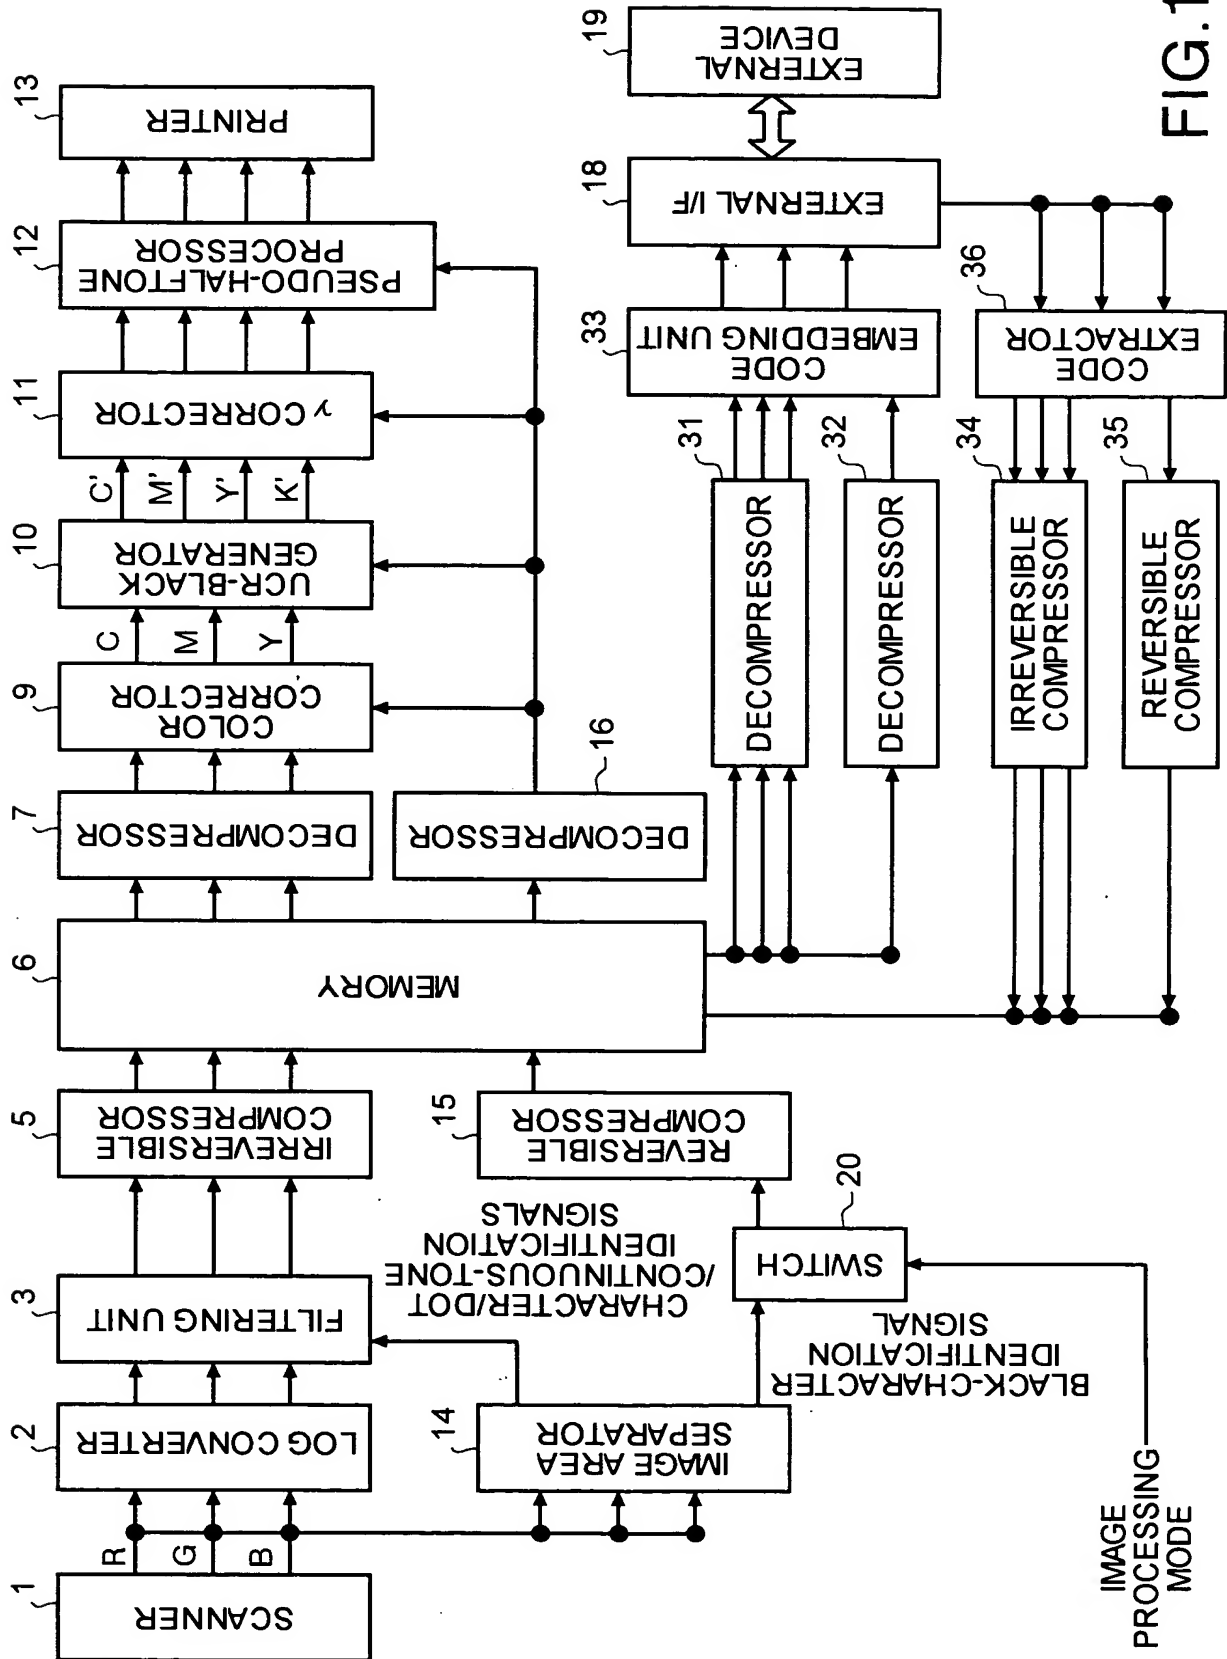 1
SCANNER
R
G
B
2
LOG CONVERTER
3
FILTERING UNIT
5
IRREVERSIBLE
COMPRESSOR
6
MEMORY
7
DECOMPRESSOR
9
COLOR
CORRECTOR
C
M
Y
10
UCR-BLACK
GENERATOR
C'
M'
Y'
K'
11
γ CORRECTOR
12
PSEUDO-HALFTONE
PROCESSOR
13
PRINTER
14
IMAGE AREA
SEPARATOR
CHARACTER/DOT
/CONTINUOUS-TONE
IDENTIFICATION
SIGNALS
BLACK-CHARACTER
IDENTIFICATION
SIGNAL
20
SWITCH
15
REVERSIBLE
COMPRESSOR
16
DECOMPRESSOR
IMAGE
PROCESSING
MODE
31
DECOMPRESSOR
32
DECOMPRESSOR
33
CODE
EMBEDDING UNIT
18
EXTERNAL I/F
19
EXTERNAL
DEVICE
34
IRREVERSIBLE
COMPRESSOR
35
REVERSIBLE
COMPRESSOR
36
CODE
EXTRACTOR
FIG.1